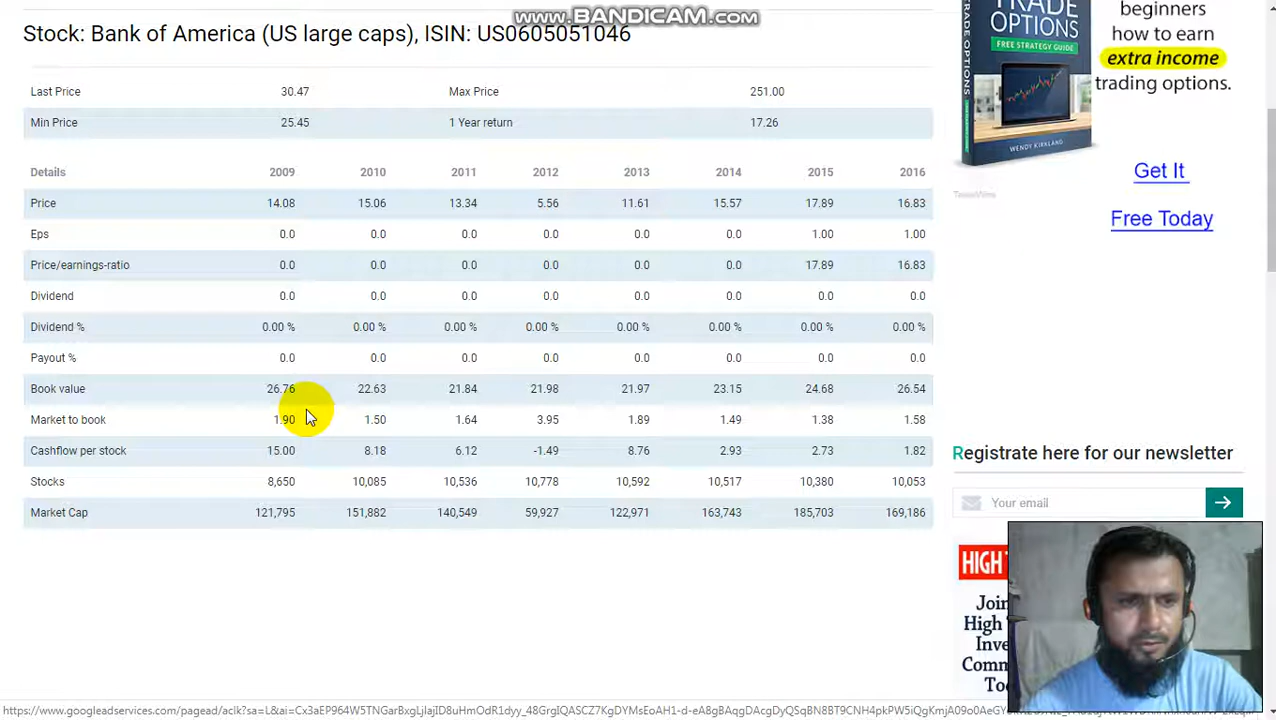 www.BANDICAM.com
Stock: Bank of America (US large caps), ISIN: US0605051046
Last Price 30.47 Max Price 251.00
Min Price 25.45 1 Year return 17.26
Details 2009 2010 2011 2012 2013 2014 2015 2016
Price 14.08 15.06 13.34 5.56 11.61 15.57 17.89 16.83
Eps 0.0 0.0 0.0 0.0 0.0 0.0 1.00 1.00
Price/earnings-ratio 0.0 0.0 0.0 0.0 0.0 0.0 17.89 16.83
Dividend 0.0 0.0 0.0 0.0 0.0 0.0 0.0 0.0
Dividend % 0.00 % 0.00 % 0.00 % 0.00 % 0.00 % 0.00 % 0.00 % 0.00 %
Payout % 0.0 0.0 0.0 0.0 0.0 0.0 0.0 0.0
Book value 26.76 22.63 21.84 21.98 21.97 23.15 24.68 26.54
Market to book 1.90 1.50 1.64 3.95 1.89 1.49 1.38 1.58
Cashflow per stock 15.00 8.18 6.12 -1.49 8.76 2.93 2.73 1.82
Stocks 8,650 10,085 10,536 10,778 10,592 10,517 10,380 10,053
Market Cap 121,795 151,882 140,549 59,927 122,971 163,743 185,703 169,186
TRADE
OPTIONS
FREE STRATEGY GUIDE
TRADE OPTIONS
WENDY KIRKLAND
beginners
how to earn
extra income
trading options.
Get It
Free Today
Registrate here for our newsletter
Your email
HIGH
Join
High
Inve
Comm
Too